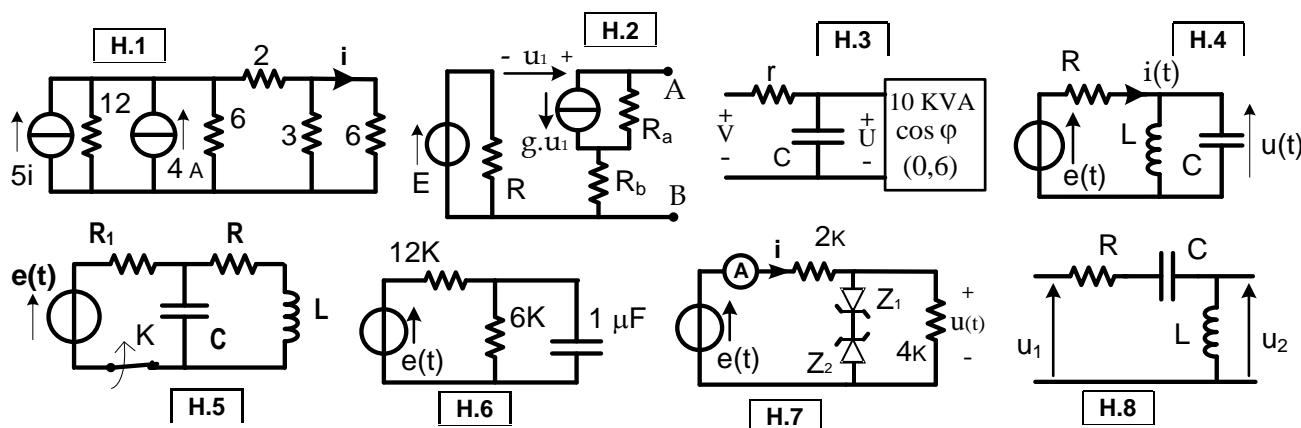 H.1
2
i
12
6
3
6
5i
4 A
H.2
- u₁ +
A
g.u₁
Rₐ
E
R
R_b
B
H.3
r
+
V
-
C
+
U
-
10 KVA
cos φ
(0,6)
H.4
R
i(t)
L
C
e(t)
u(t)
R₁
R
e(t)
K
C
L
H.5
12K
6K
1 μF
e(t)
H.6
A
i
2K
Z₁
Z₂
e(t)
+
u(t)
-
4K
H.7
R
C
L
u₁
u₂
H.8